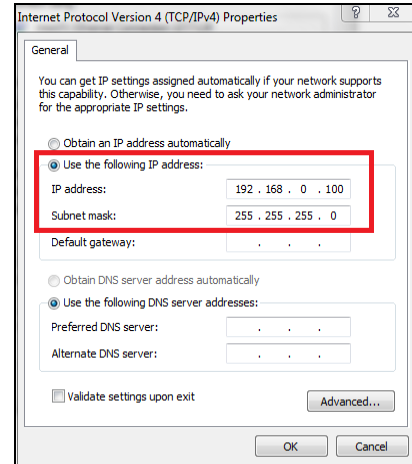 Internet Protocol Version 4 (TCP/IPv4) Properties
General
You can get IP settings assigned automatically if your network supports
this capability. Otherwise, you need to ask your network administrator
for the appropriate IP settings.
Obtain an IP address automatically
Use the following IP address:
IP address: 192 . 168 . 0 . 100
Subnet mask: 255 . 255 . 255 . 0
Default gateway: . . .
Obtain DNS server address automatically
Use the following DNS server addresses:
Preferred DNS server: . . .
Alternate DNS server: . . .
Validate settings upon exit
Advanced...
OK Cancel